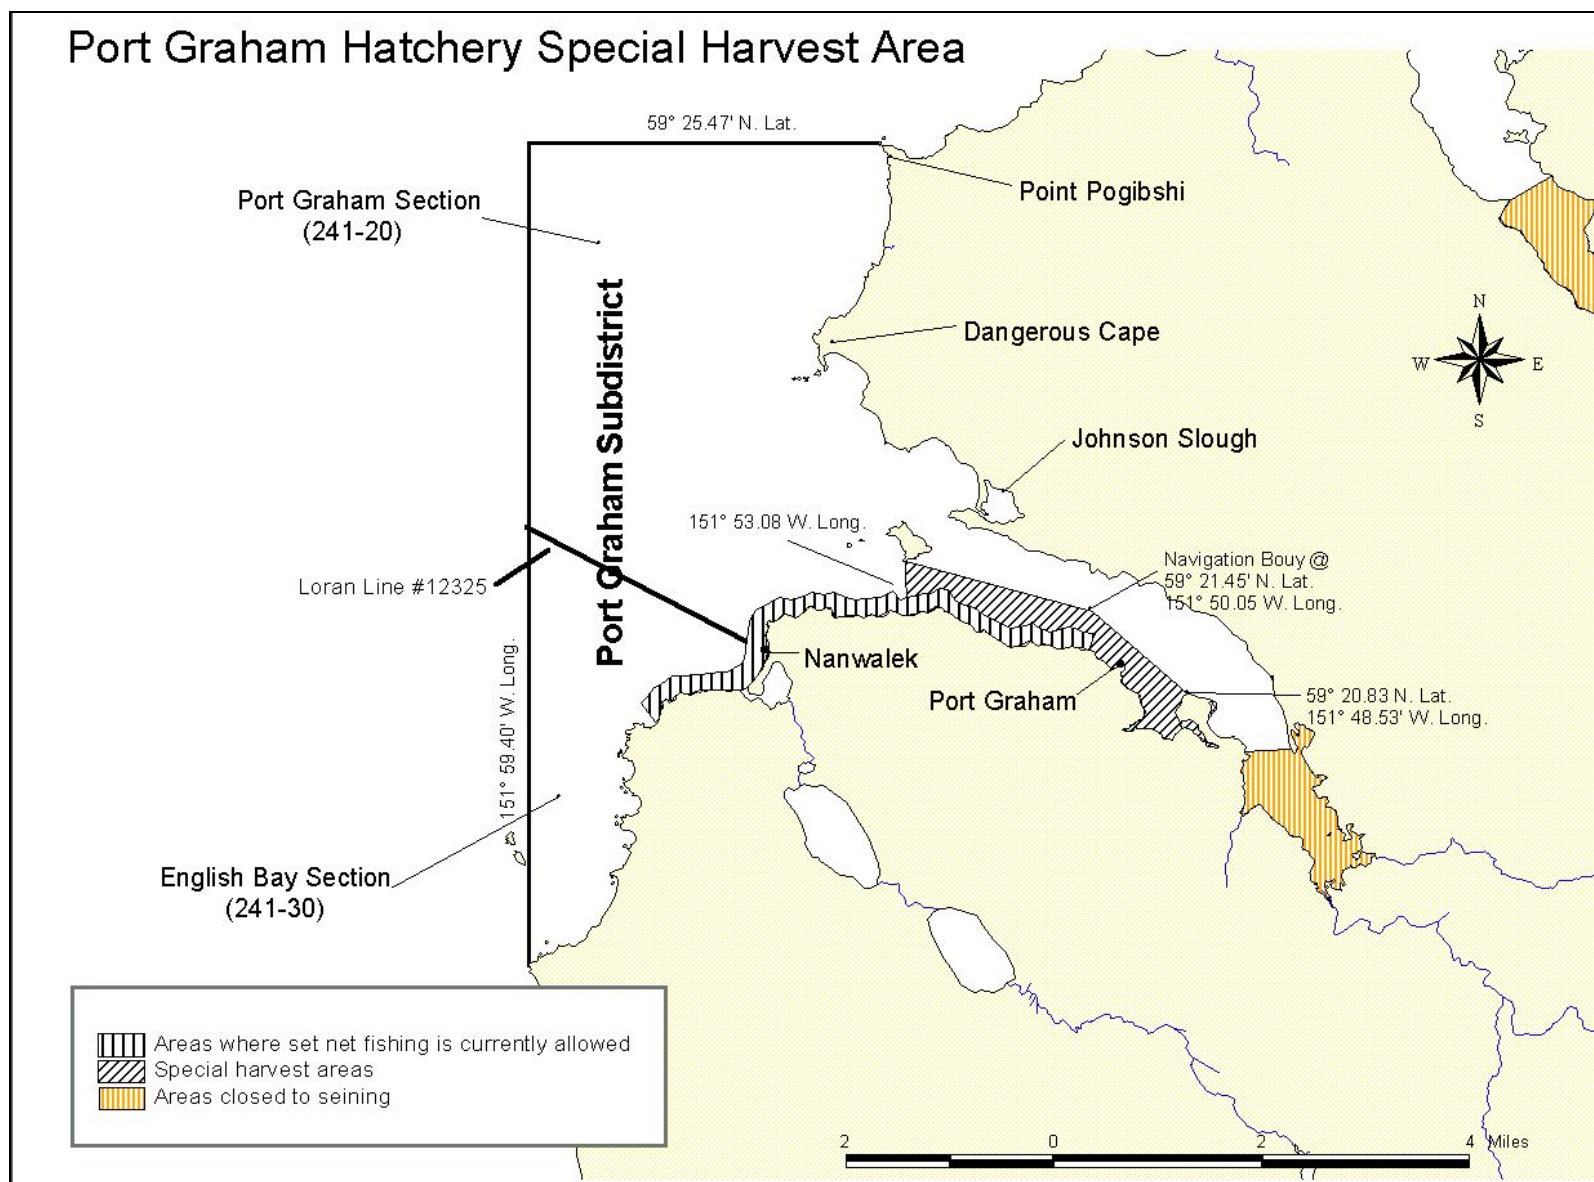 Port Graham Hatchery Special Harvest Area
59° 25.47' N. Lat.
Port Graham Section
(241-20)
Point Pogibshi
Port Graham Subdistrict
Dangerous Cape
N
W
E
S
Johnson Slough
151° 53.08 W. Long.
Navigation Bouy @
59° 21.45' N. Lat.
151° 50.05 W. Long.
Loran Line #12325
Nanwalek
Port Graham
59° 20.83 N. Lat.
151° 48.53' W. Long.
151° 59.40' W. Long.
English Bay Section
(241-30)
Areas where set net fishing is currently allowed
Special harvest areas
Areas closed to seining
2 0 2 4 Miles